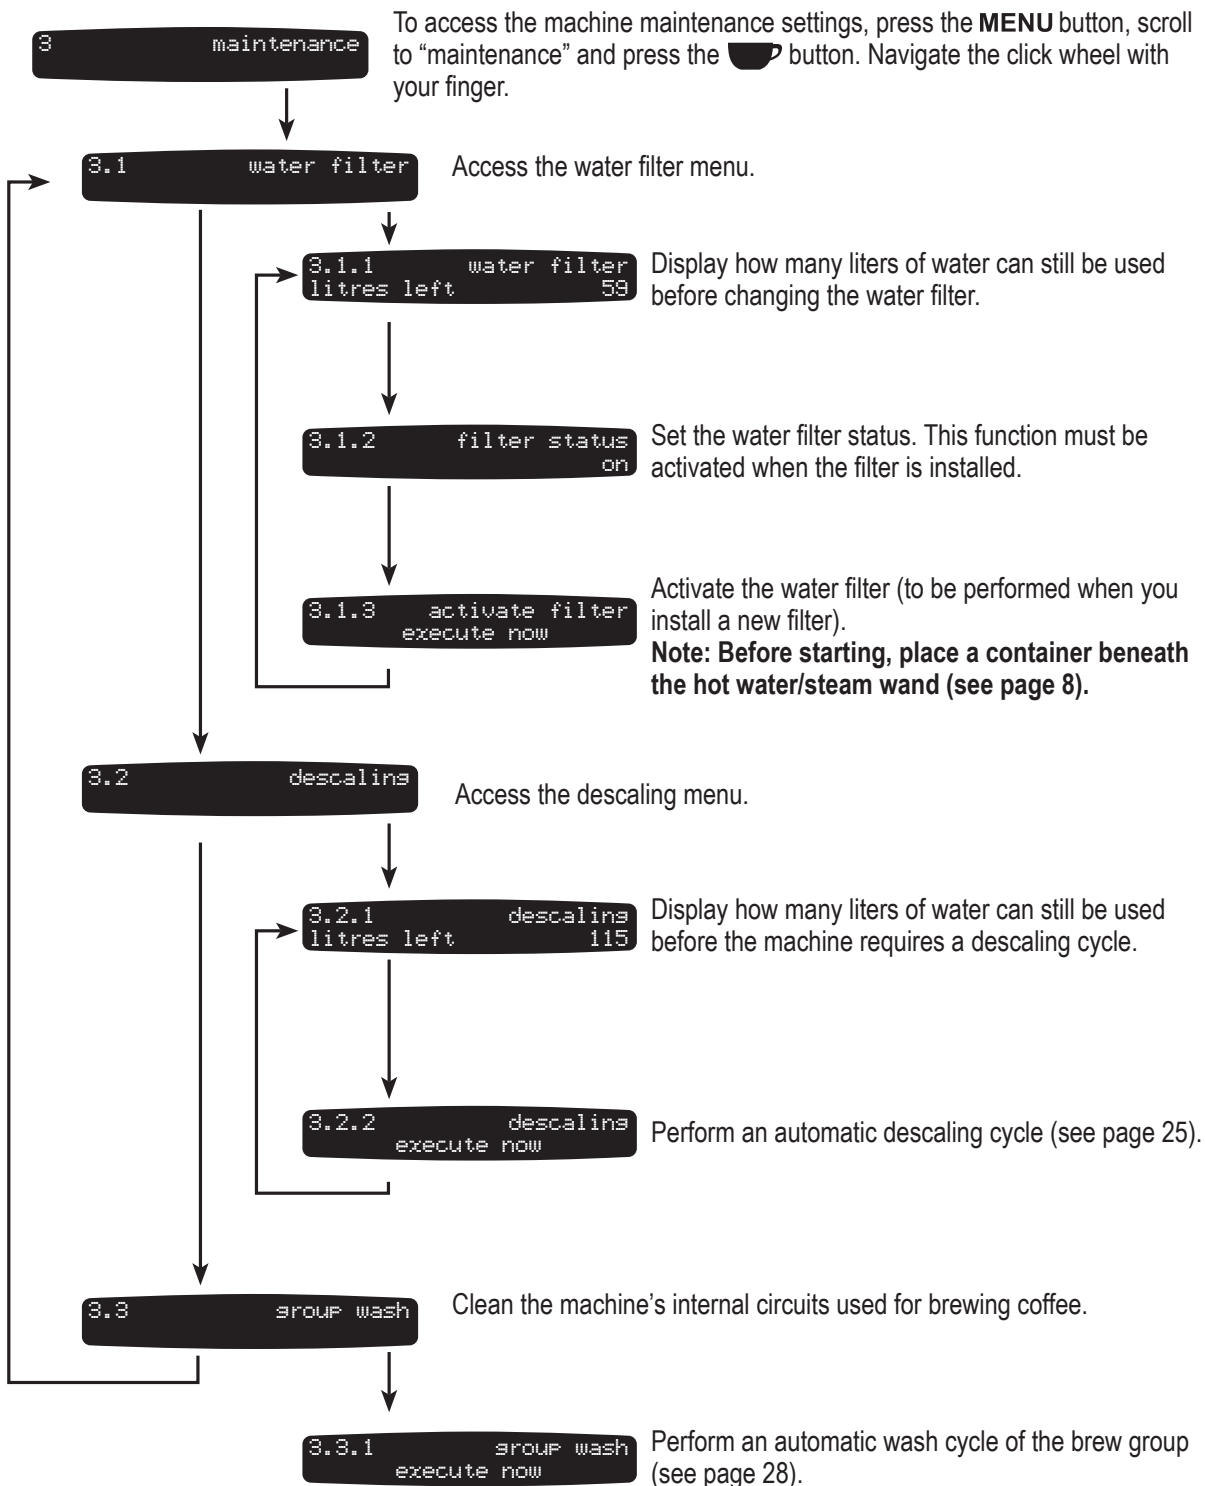 3 maintenance
To access the machine maintenance settings, press the MENU button, scroll
to “maintenance” and press the button. Navigate the click wheel with
your finger.
3.1 water filter
Access the water filter menu.
3.1.1 water filter
litres left 59
Display how many liters of water can still be used
before changing the water filter.
3.1.2 filter status
on
Set the water filter status. This function must be
activated when the filter is installed.
3.1.3 activate filter
execute now
Activate the water filter (to be performed when you
install a new filter).
Note: Before starting, place a container beneath
the hot water/steam wand (see page 8).
3.2 descaling
Access the descaling menu.
3.2.1 descaling
litres left 115
Display how many liters of water can still be used
before the machine requires a descaling cycle.
3.2.2 descaling
execute now
Perform an automatic descaling cycle (see page 25).
3.3 group wash
Clean the machine’s internal circuits used for brewing coffee.
3.3.1 group wash
execute now
Perform an automatic wash cycle of the brew group
(see page 28).